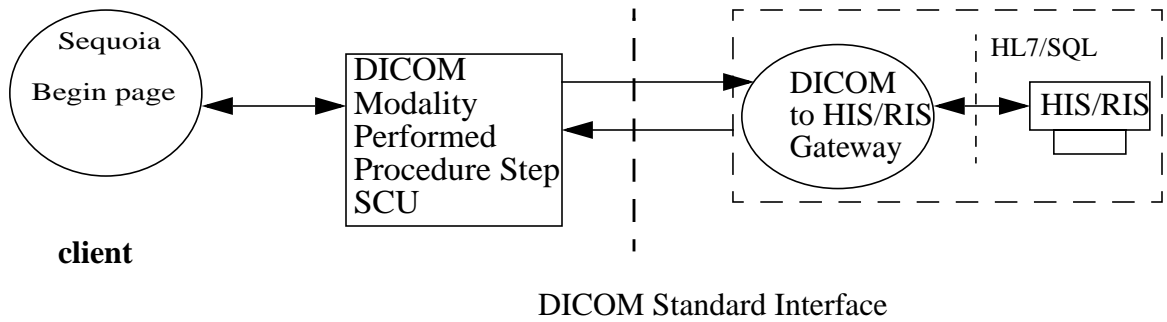 Sequoia
Begin page
DICOM
Modality
Performed
Procedure Step
SCU
DICOM
to HIS/RIS
Gateway
HL7/SQL
HIS/RIS
client
DICOM Standard Interface